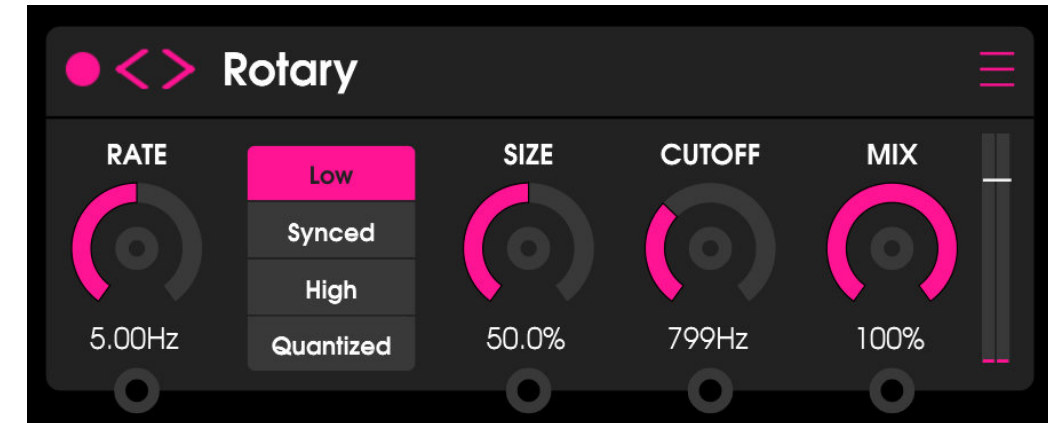 Rotary
RATE
Low
Synced
High
Quantized
5.00Hz
SIZE
50.0%
CUTOFF
799Hz
MIX
100%